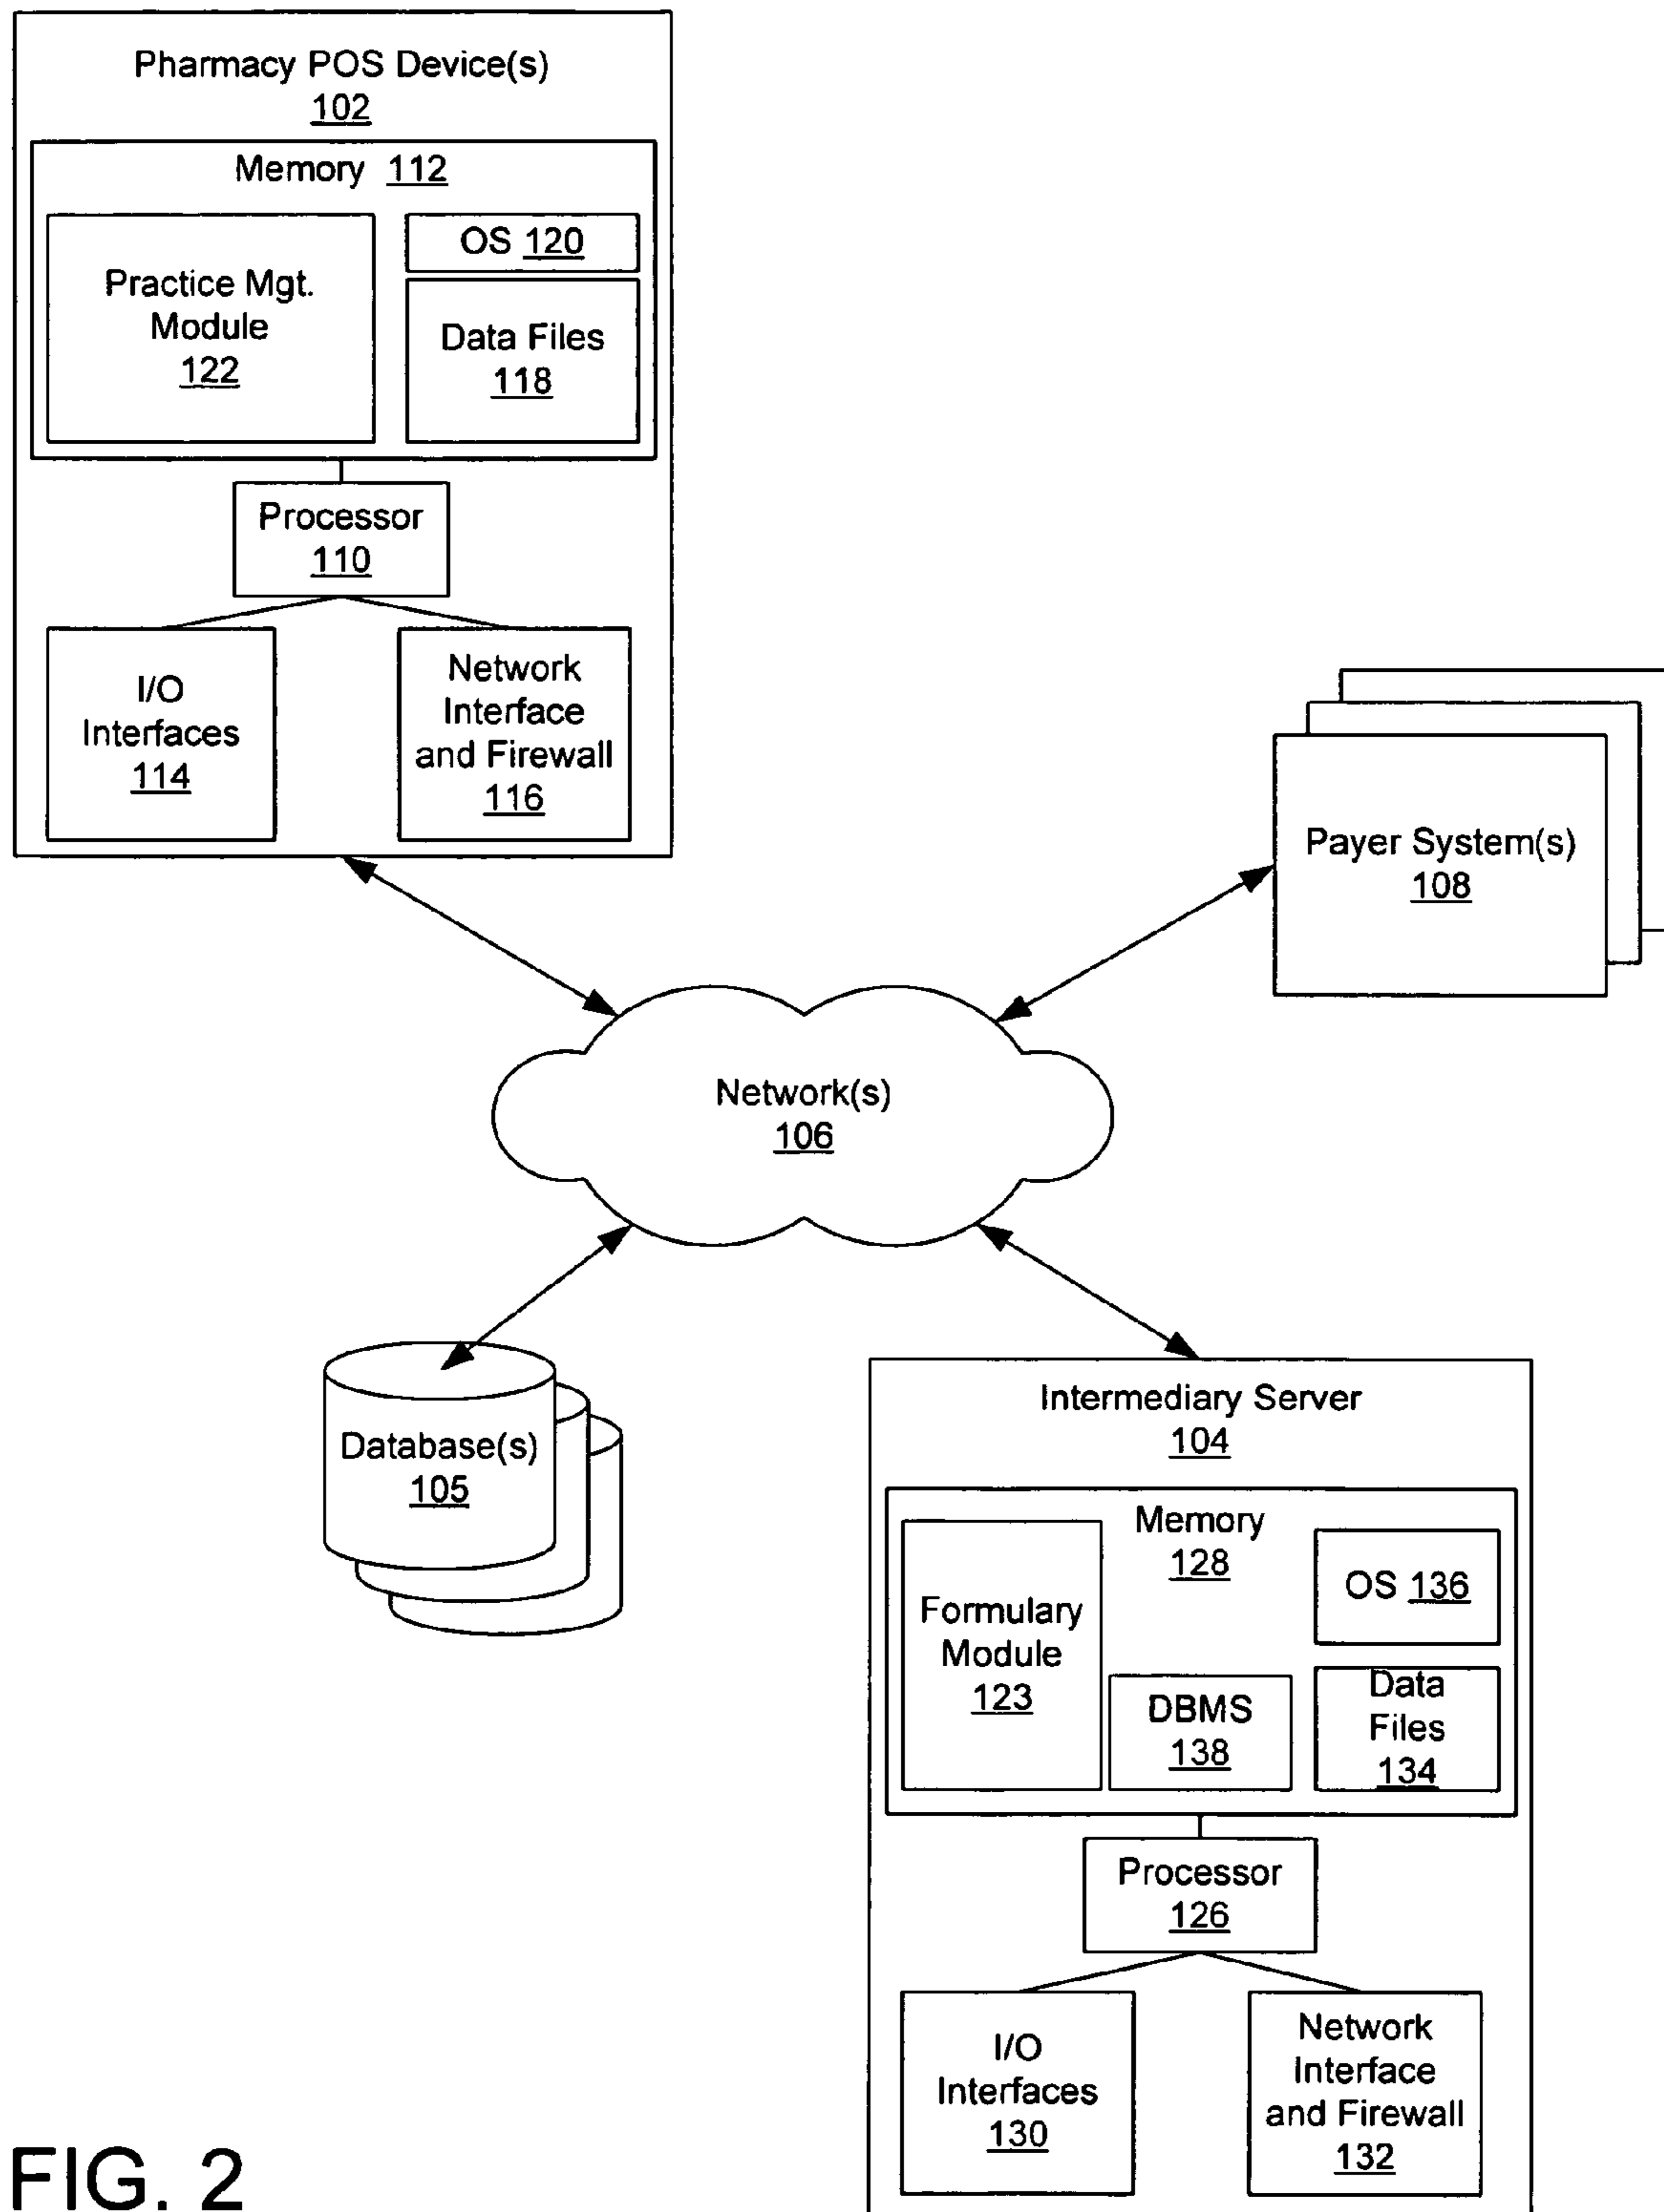 Pharmacy POS Device(s)
102
Memory 112
Practice Mgt.
Module
122
OS 120
Data Files
118
Processor
110
I/O
Interfaces
114
Network
Interface
and Firewall
116
Payer System(s)
108
Network(s)
106
Database(s)
105
Intermediary Server
104
Memory
128
Formulary
Module
123
DBMS
138
OS 136
Data
Files
134
Processor
126
I/O
Interfaces
130
Network
Interface
and Firewall
132
FIG. 2